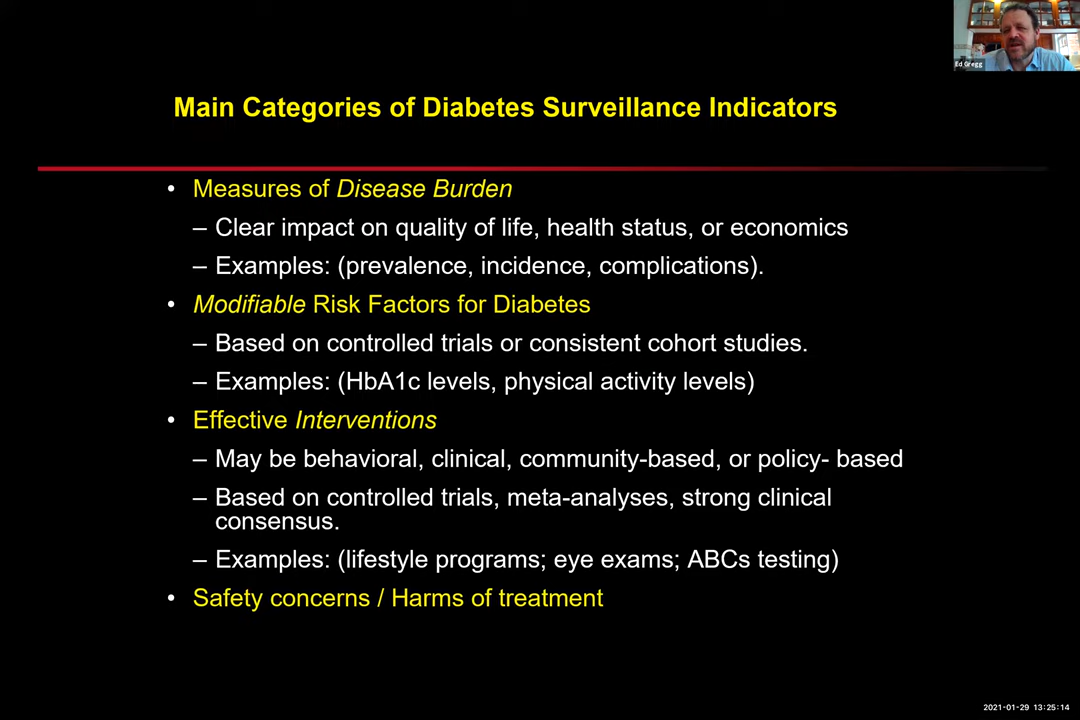 Ed Gregg
Main Categories of Diabetes Surveillance Indicators
• Measures of Disease Burden
– Clear impact on quality of life, health status, or economics
– Examples: (prevalence, incidence, complications).
• Modifiable Risk Factors for Diabetes
– Based on controlled trials or consistent cohort studies.
– Examples: (HbA1c levels, physical activity levels)
• Effective Interventions
– May be behavioral, clinical, community-based, or policy- based
– Based on controlled trials, meta-analyses, strong clinical
consensus.
– Examples: (lifestyle programs; eye exams; ABCs testing)
• Safety concerns / Harms of treatment
2021-01-29 13:25:14